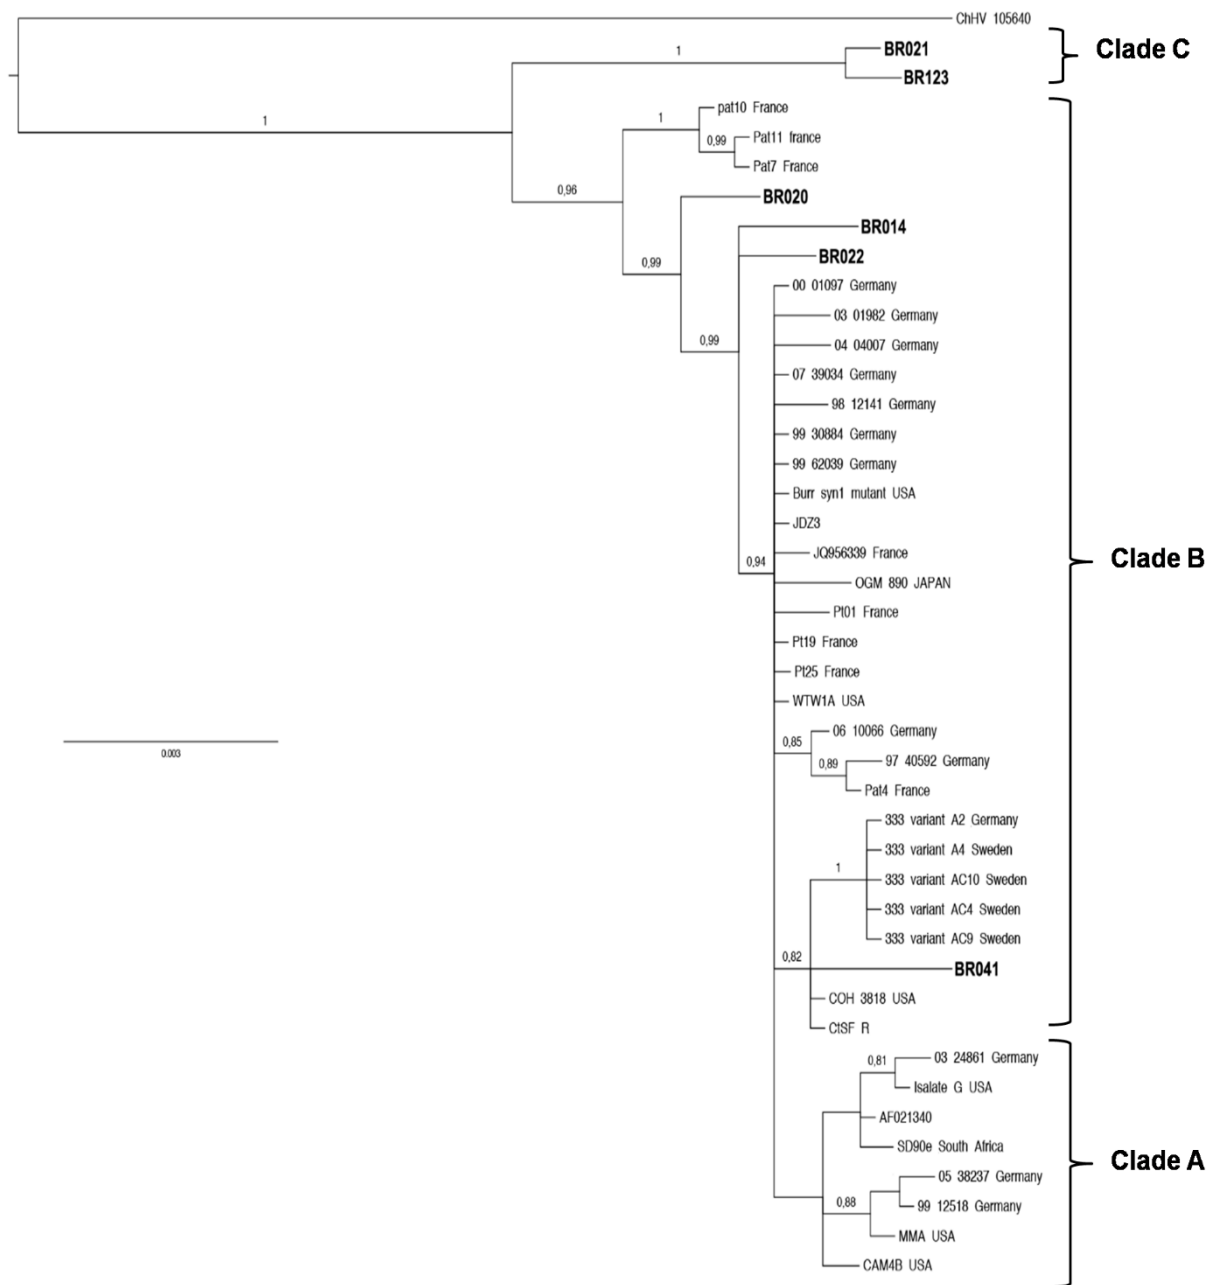 ChHV 105640
Clade C
BR021
1
BR123
pat10 France
1
1
Pat11 france
0,99
Pat7 France
0,96
BR020
BR014
0,99
BR022
00 01097 Germany
03 01982 Germany
0,99
04 04007 Germany
07 39034 Germany
98 12141 Germany
99 30884 Germany
99 62039 Germany
Burr syn1 mutant USA
JDZ3
JQ956339 France
Clade B
0,94
OGM 890 JAPAN
Pt01 France
Pt19 France
Pt25 France
WTW1A USA
06 10066 Germany
0,85
0.003
97 40592 Germany
0,89
Pat4 France
333 variant A2 Germany
333 variant A4 Sweden
1
333 variant AC10 Sweden
333 variant AC4 Sweden
333 variant AC9 Sweden
0,82
BR041
COH 3818 USA
CtSF R
03 24861 Germany
0,81
Isalate G USA
AF021340
SD90e South Africa
Clade A
05 38237 Germany
0,88
99 12518 Germany
MMA USA
CAM4B USA